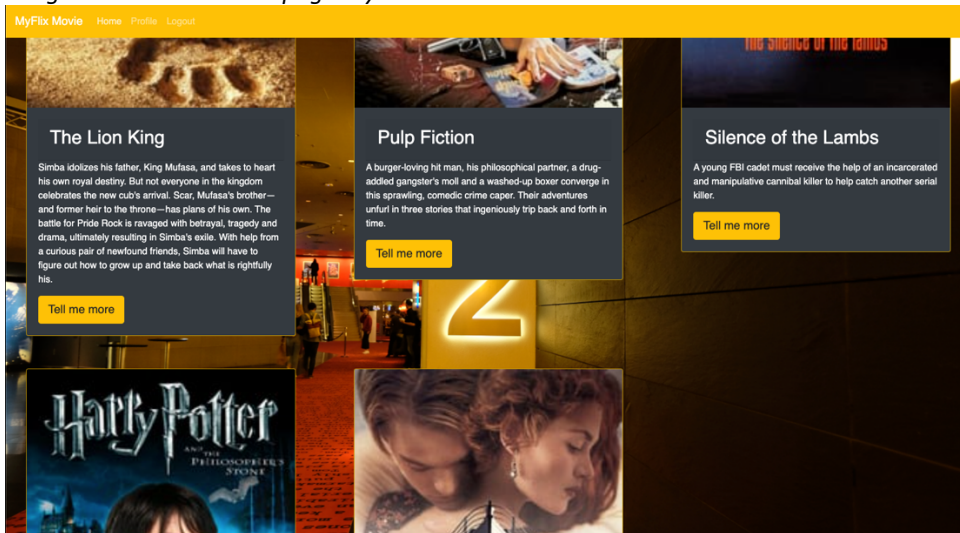 MyFlix Movie Home Profile Logout
The Silence of the lambs
The Lion King
Simba idolizes his father, King Mufasa, and takes to heart
his own royal destiny. But not everyone in the kingdom
celebrates the new cub's arrival. Scar, Mufasa's brother—
and former heir to the throne—has plans of his own. The
battle for Pride Rock is ravaged with betrayal, tragedy and
drama, ultimately resulting in Simba's exile. With help from
a curious pair of newfound friends, Simba will have to
figure out how to grow up and take back what is rightfully
his.
Tell me more
Pulp Fiction
A burger-loving hit man, his philosophical partner, a drug-
addled gangster's moll and a washed-up boxer converge in
this sprawling, comedic crime caper. Their adventures
unfurl in three stories that ingeniously trip back and forth in
time.
Tell me more
Silence of the Lambs
A young FBI cadet must receive the help of an incarcerated
and manipulative cannibal killer to help catch another serial
killer.
Tell me more
2
Harry Potter
AND THE
PHILOSOPHER'S
STONE